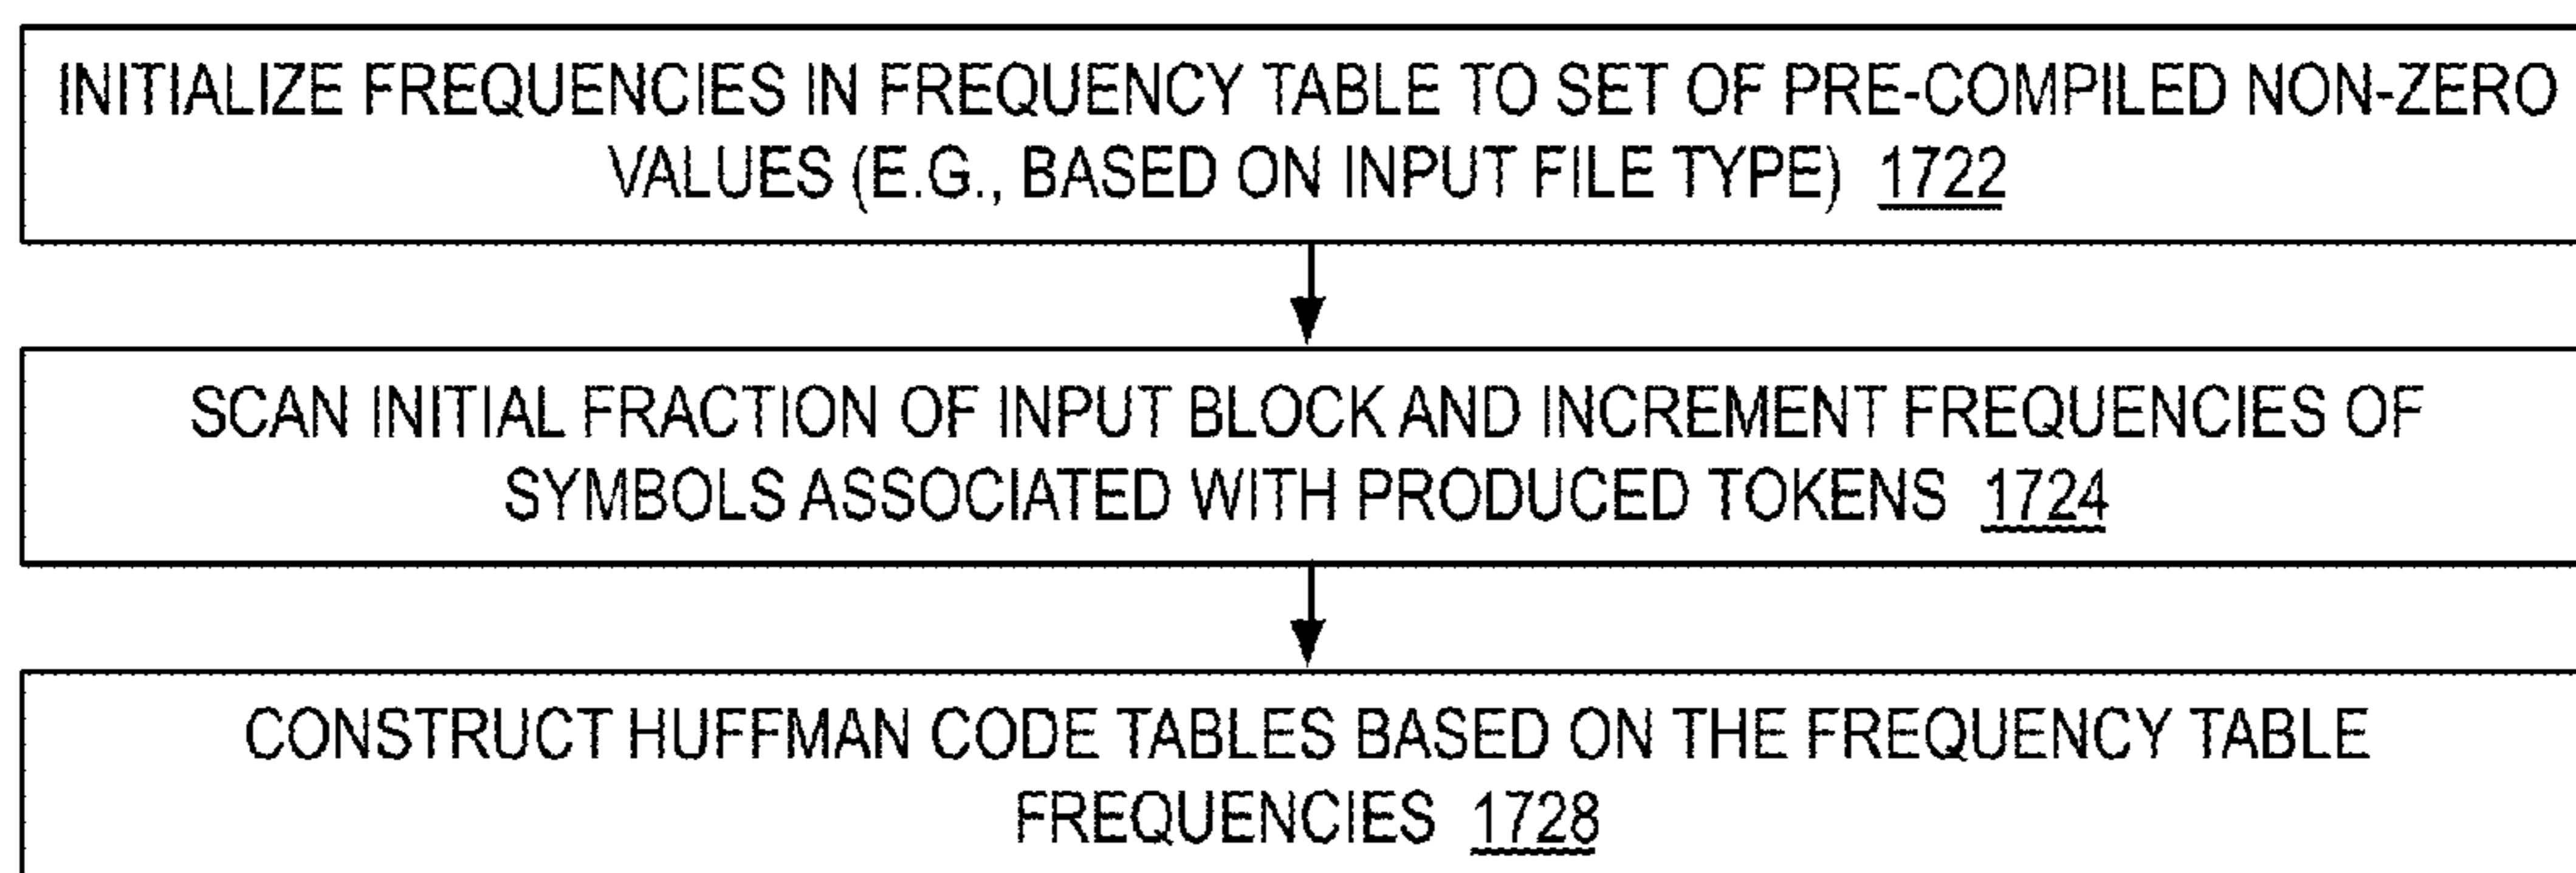 INITIALIZE FREQUENCIES IN FREQUENCY TABLE TO SET OF PRE-COMPILED NON-ZERO
VALUES (E.G., BASED ON INPUT FILE TYPE) 1722
SCAN INITIAL FRACTION OF INPUT BLOCK AND INCREMENT FREQUENCIES OF
SYMBOLS ASSOCIATED WITH PRODUCED TOKENS 1724
CONSTRUCT HUFFMAN CODE TABLES BASED ON THE FREQUENCY TABLE
FREQUENCIES 1728